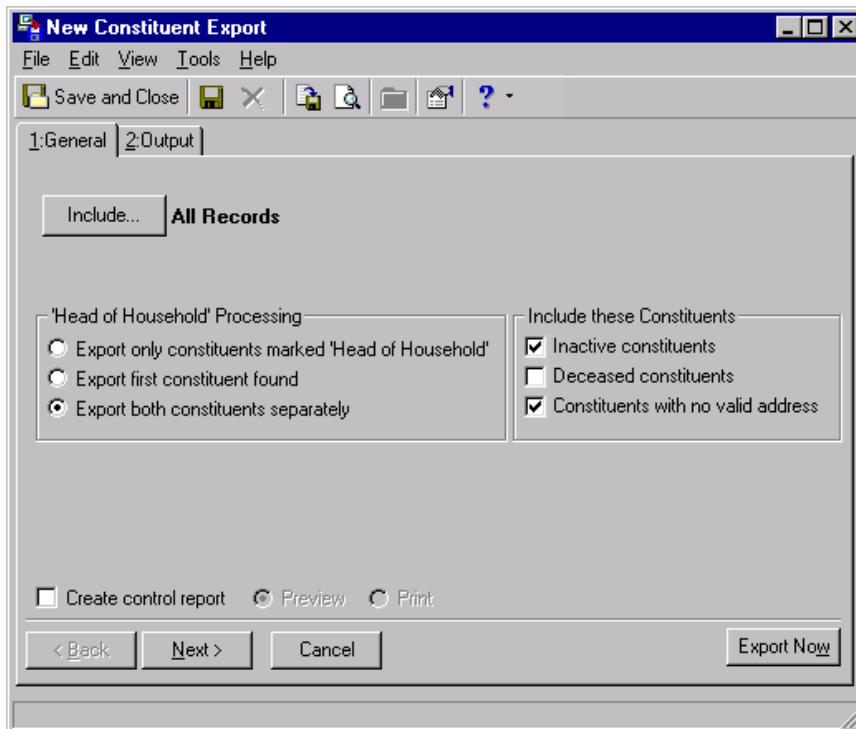 New Constituent Export
File Edit View Tools Help
Save and Close ?
1:General 2:Output
Include... All Records
'Head of Household' Processing
Export only constituents marked 'Head of Household'
Export first constituent found
Export both constituents separately
Include these Constituents
Inactive constituents
Deceased constituents
Constituents with no valid address
Create control report Preview Print
< Back Next > Cancel Export Now